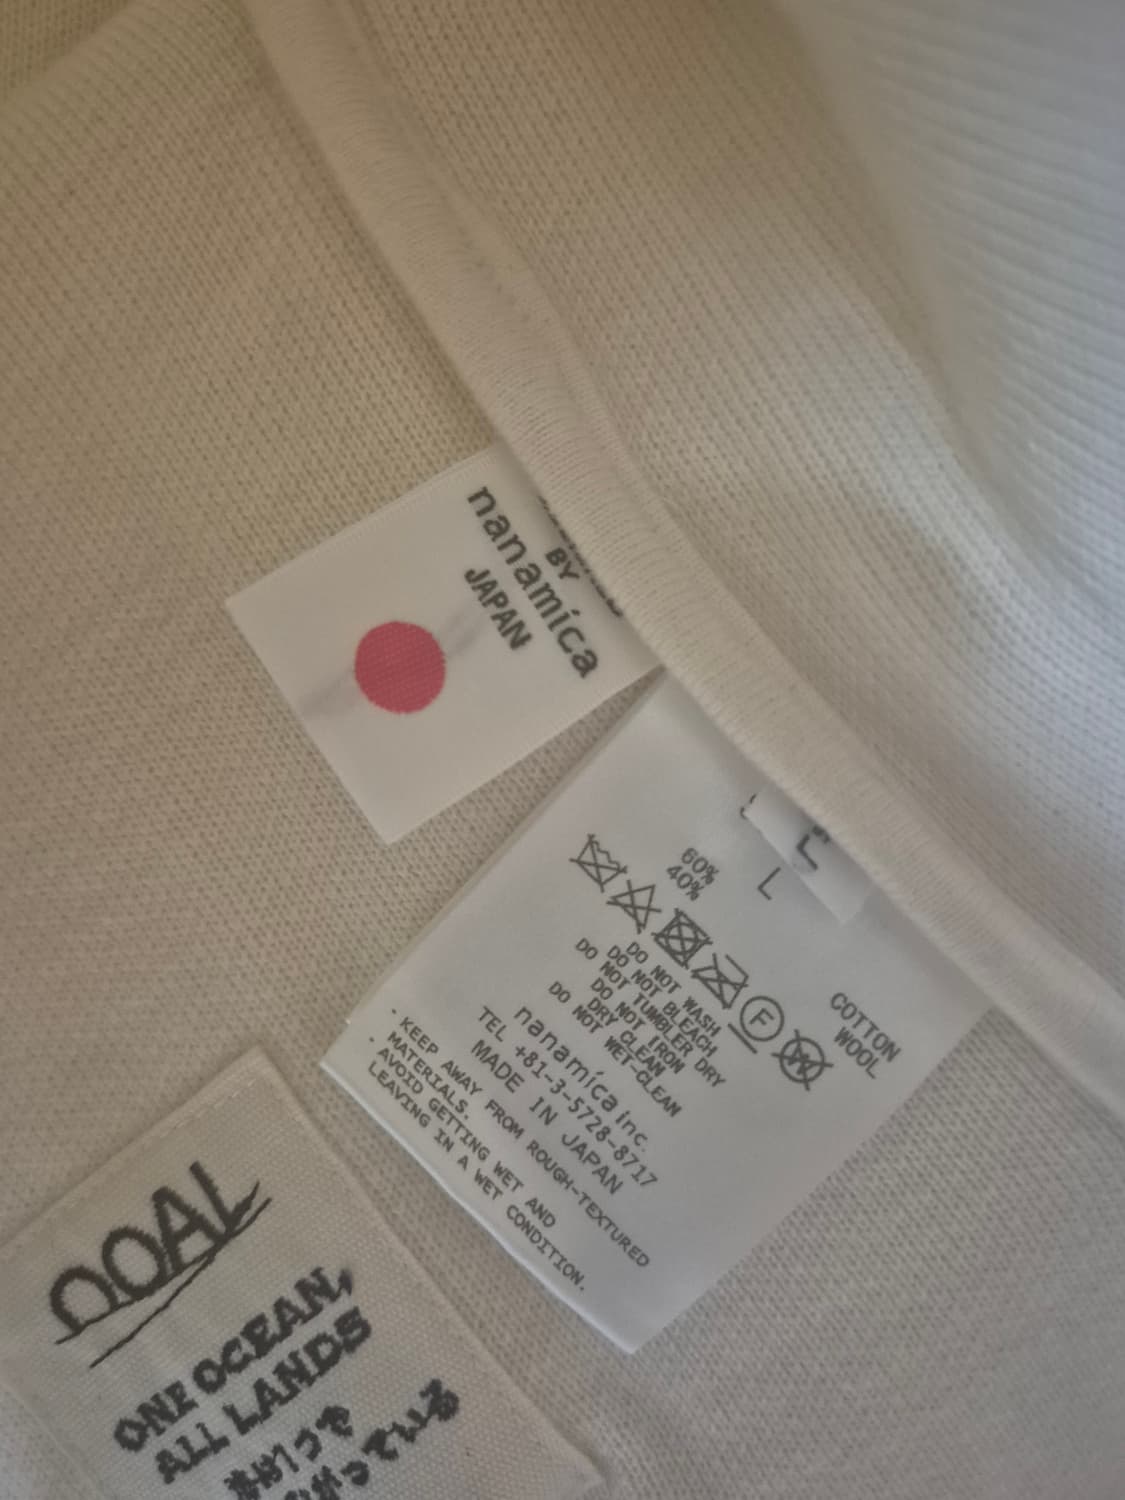 BY
nanamica
JAPAN
L
L
60% COTTON
40% WOOL
F
W
DO NOT WASH
DO NOT BLEACH
DO NOT TUMBLER DRY
DO NOT IRON
DRY CLEAN
DO NOT WET-CLEAN
nanamica inc.
TEL +81-3-5728-8717
MADE IN JAPAN
- KEEP AWAY FROM ROUGH-TEXTURED
MATERIALS.
- AVOID GETTING WET AND
LEAVING IN A WET CONDITION.
OOAL
ONE OCEAN,
ALL LANDS